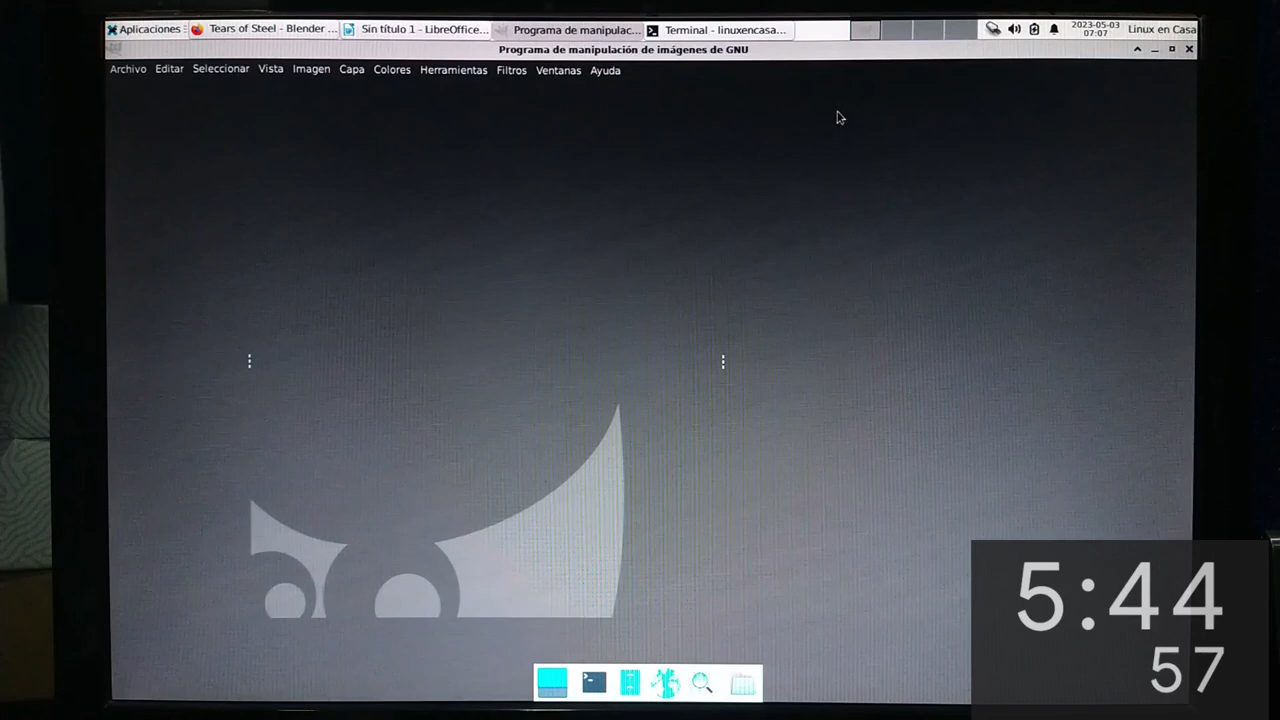 Aplicaciones
Tears of Steel - Blender ...
Sin título 1 - LibreOffice...
Programa de manipulac...
Terminal - linuxencasa...
2023-05-03
07:07
Linux en Casa
Programa de manipulación de imágenes de GNU
Archivo Editar Seleccionar Vista Imagen Capa Colores Herramientas Filtros Ventanas Ayuda
5:44
57